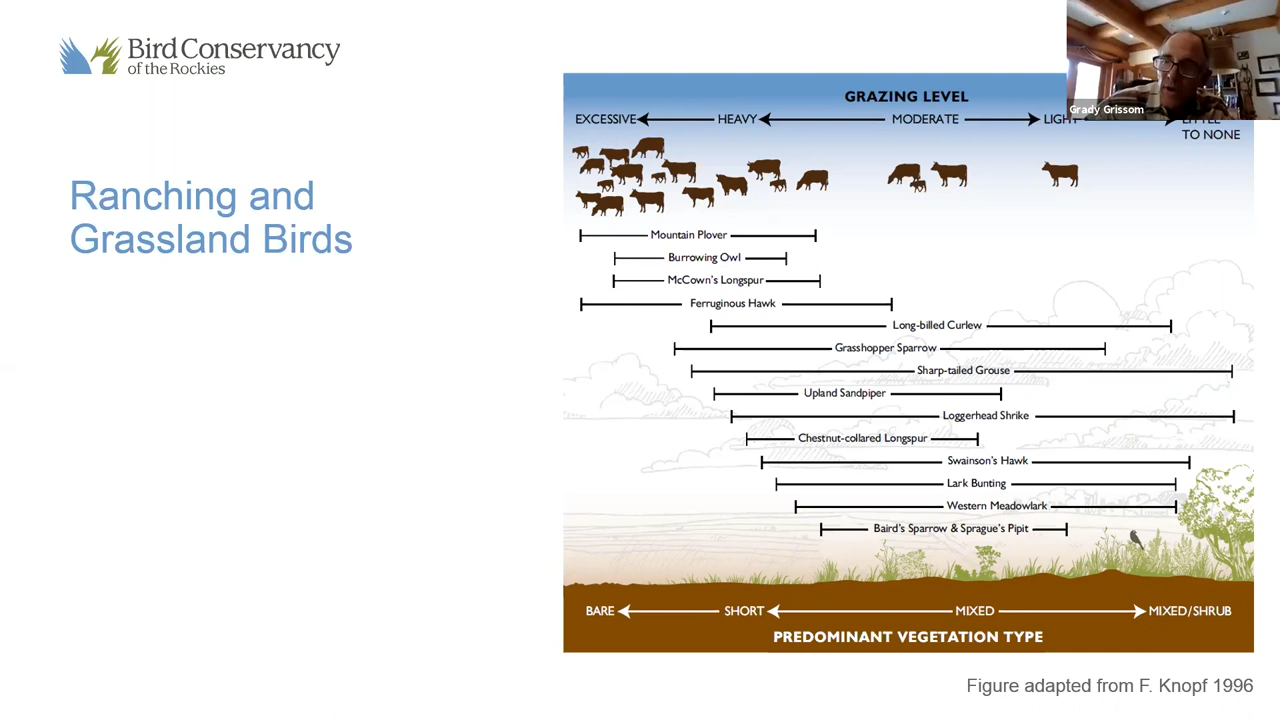 Bird Conservancy
of the Rockies
Grady Grissom
Ranching and
Grassland Birds
GRAZING LEVEL
EXCESSIVE HEAVY MODERATE LIGHT
TO NONE
Mountain Plover
Burrowing Owl
McCown's Longspur
Ferruginous Hawk
Long-billed Curlew
Grasshopper Sparrow
Sharp-tailed Grouse
Upland Sandpiper
Loggerhead Shrike
Chestnut-collared Longspur
Swainson's Hawk
Lark Bunting
Western Meadowlark
Baird's Sparrow & Sprague's Pipit
BARE SHORT MIXED MIXED/SHRUB
PREDOMINANT VEGETATION TYPE
Figure adapted from F. Knopf 1996